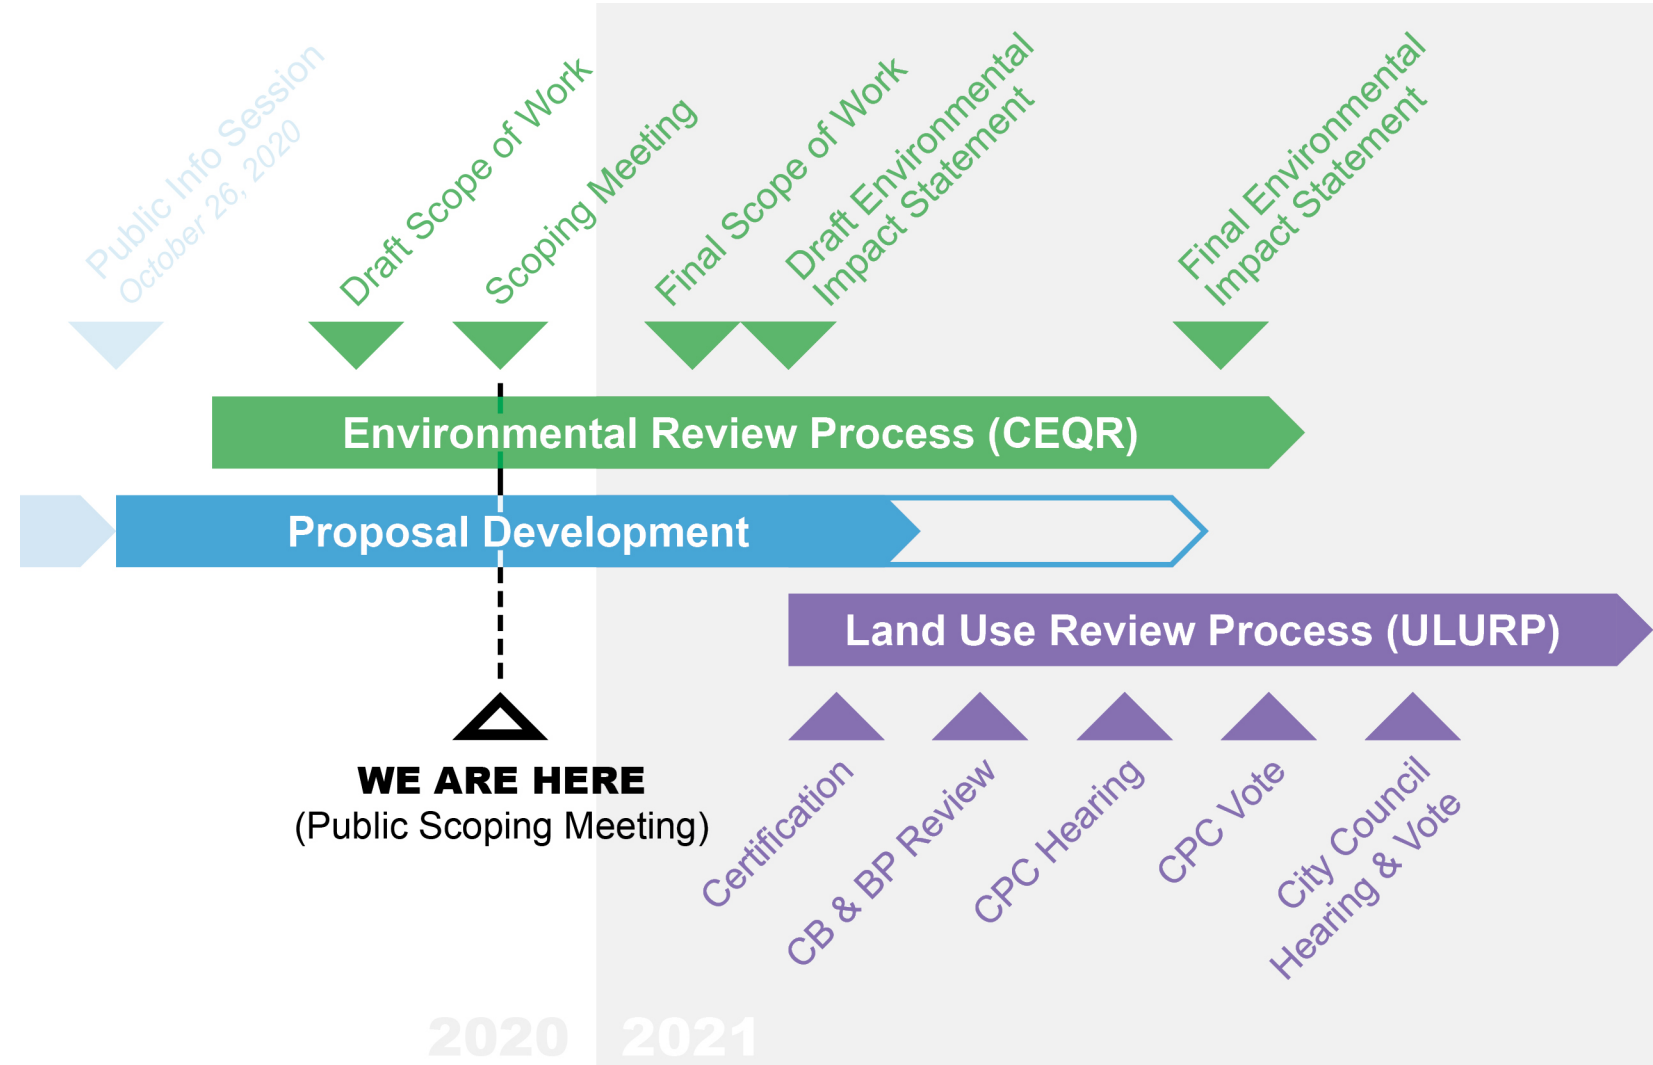 Public Info Session
October 26, 2020
Draft Scope of Work
Scoping Meeting
Final Scope of Work
Draft Environmental
Impact Statement
Final Environmental
Impact Statement
Environmental Review Process (CEQR)
Proposal Development
Land Use Review Process (ULURP)
WE ARE HERE
(Public Scoping Meeting)
Certification
CB & BP Review
CPC Hearing
CPC Vote
City Council
Hearing & Vote
2020
2021